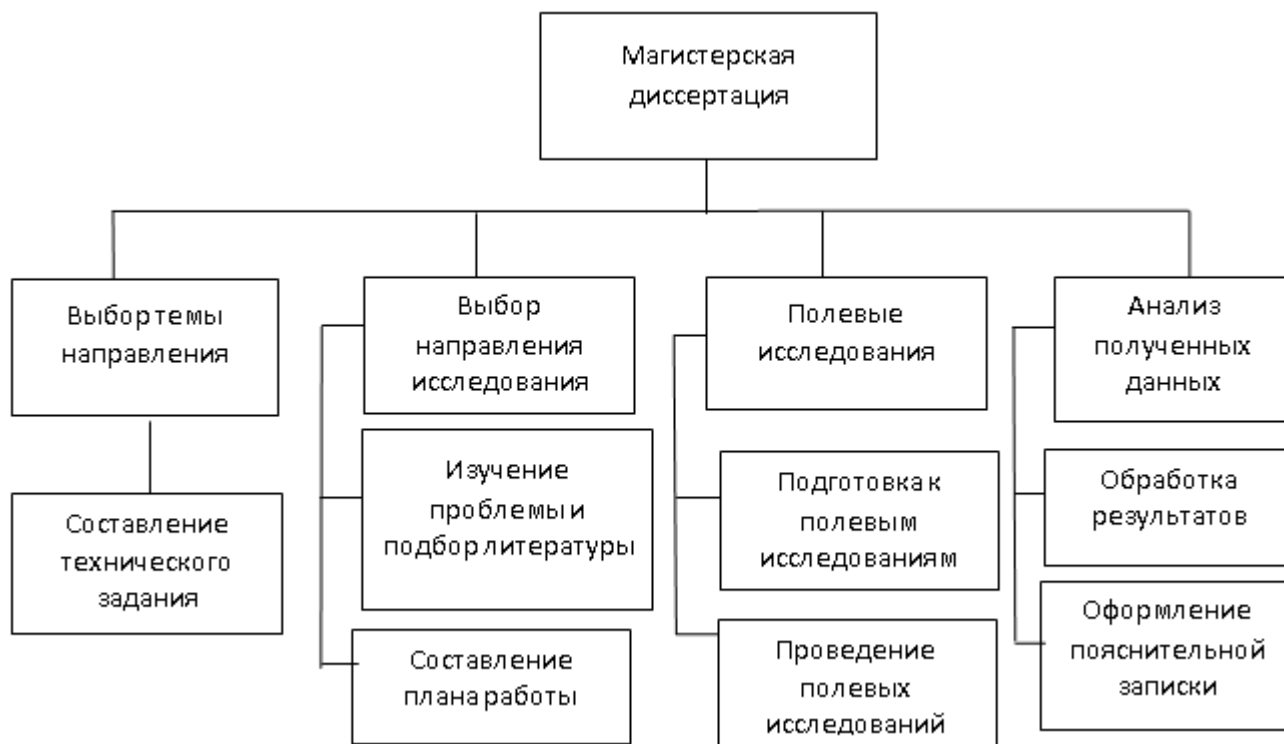 Магистерская
диссертация
Выбор темы
направления
Составление
технического
задания
Выбор
направления
исследования
Изучение
проблемы и
подбор литературы
Составление
плана работы
Полевые
исследования
Подготовка к
полевым
исследованиям
Проведение
полевых
исследований
Анализ
полученных
данных
Обработка
результатов
Оформление
пояснительной
записки